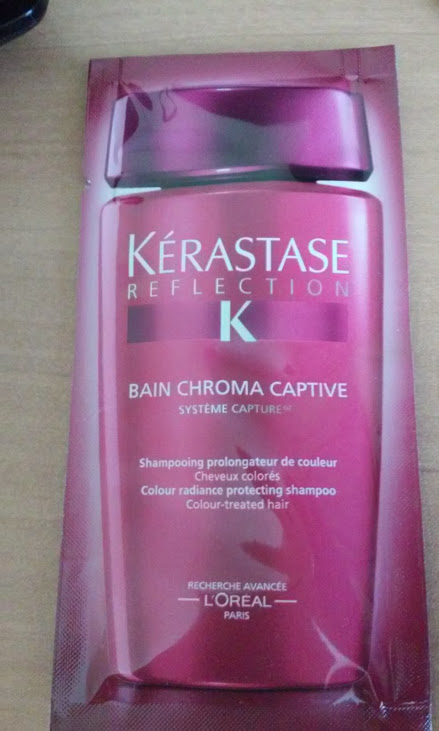 KÉRASTASE
REFLECTION
K
BAIN CHROMA CAPTIVE
SYSTÈME CAPTURE
Shampooing prolongateur de couleur
Cheveux colorés
Colour radiance protecting shampoo
Colour-treated hair
RECHERCHE AVANCÉE
L'ORÉAL
PARIS